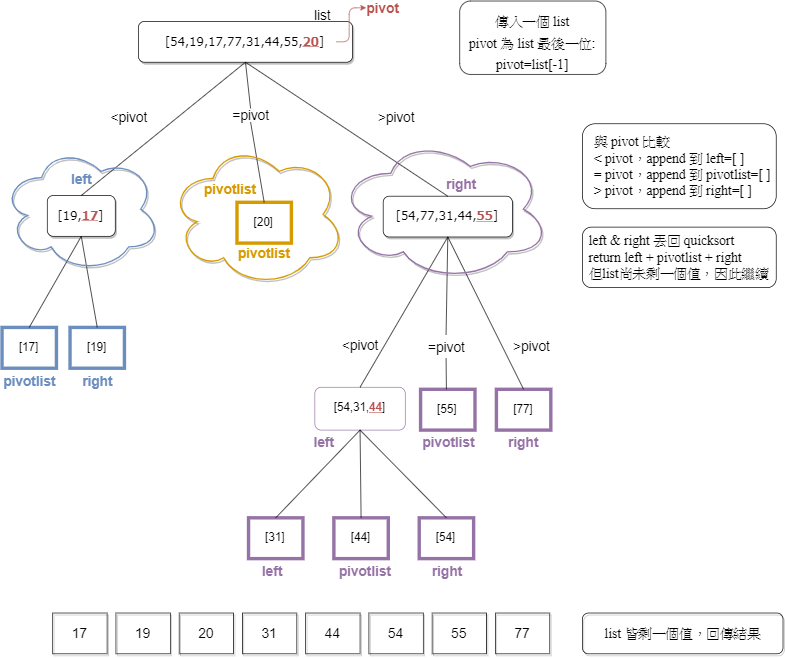 list
pivot
[54,19,17,77,31,44,55,20]
傳入一個 list
pivot 為 list 最後一位:
pivot=list[-1]
<pivot
=pivot
>pivot
與 pivot 比較
< pivot，append 到 left=[ ]
= pivot，append 到 pivotlist=[ ]
> pivot，append 到 right=[ ]
left
pivotlist
right
[19,17]
[20]
[54,77,31,44,55]
pivotlist
left & right 丟回 quicksort
return left + pivotlist + right
但list尚未剩一個值，因此繼續
[17]
[19]
<pivot
=pivot
>pivot
pivotlist
right
[54,31,44]
[55]
[77]
left
pivotlist
right
[31]
[44]
[54]
left
pivotlist
right
17
19
20
31
44
54
55
77
list 皆剩一個值，回傳結果